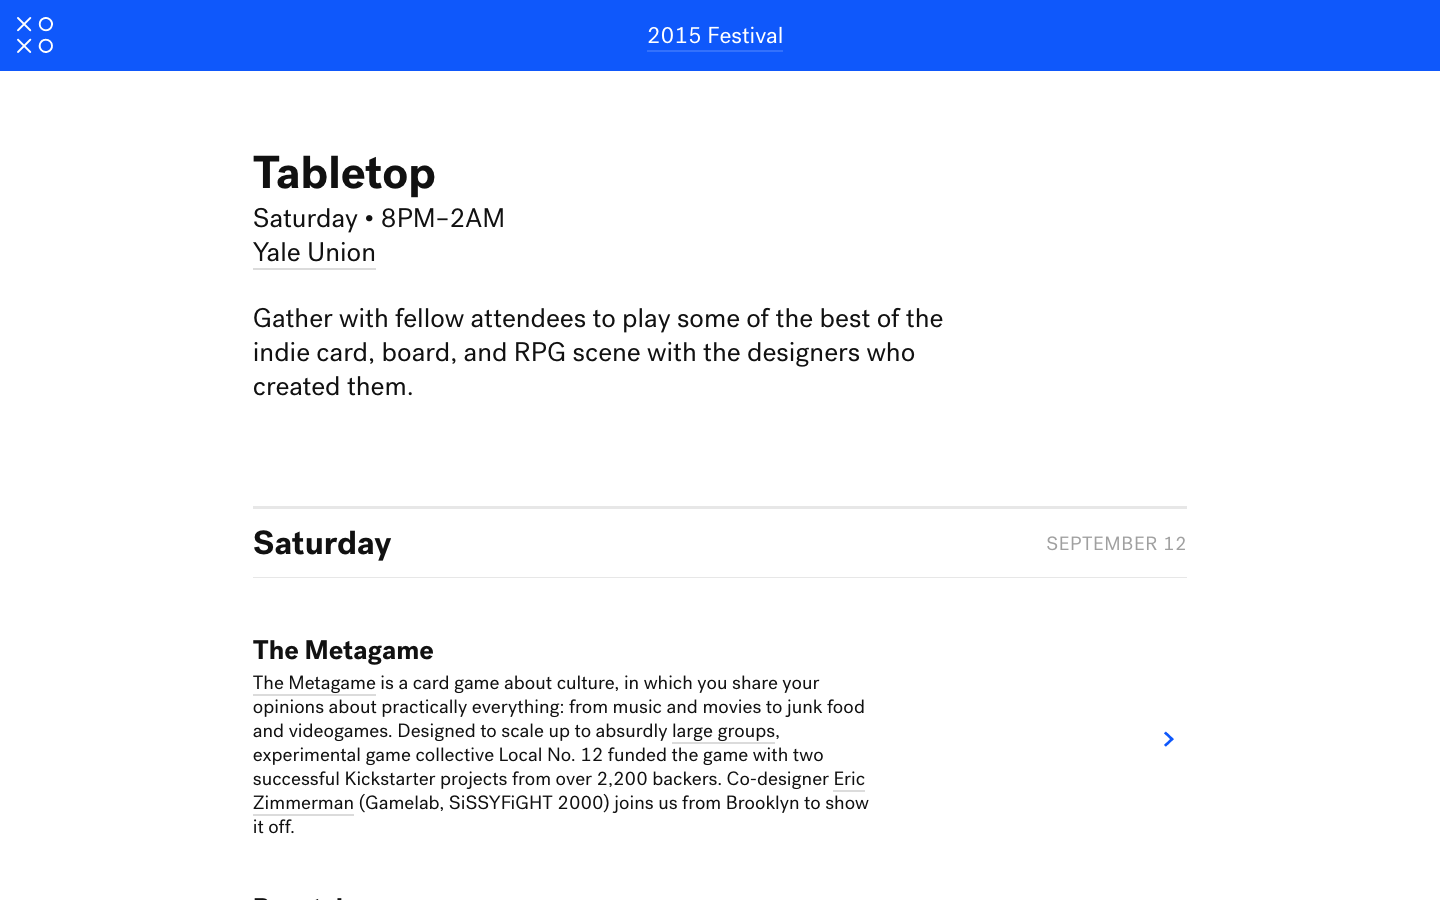 2015 Festival
Tabletop
Saturday • 8PM–2AM
Yale Union
Gather with fellow attendees to play some of the best of the
indie card, board, and RPG scene with the designers who
created them.
Saturday
SEPTEMBER 12
The Metagame
The Metagame is a card game about culture, in which you share your
opinions about practically everything: from music and movies to junk food
and videogames. Designed to scale up to absurdly large groups,
experimental game collective Local No. 12 funded the game with two
successful Kickstarter projects from over 2,200 backers. Co-designer Eric
Zimmerman (Gamelab, SiSSYFiGHT 2000) joins us from Brooklyn to show
it off.